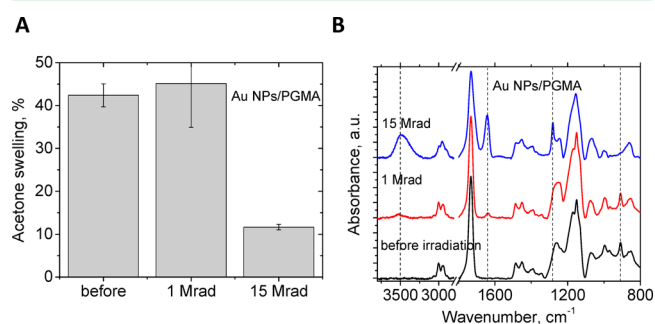 A
B
50
40
30
20
10
0
Acetone swelling, %
Au NPs/PGMA
before
1 Mrad
15 Mrad
Au NPs/PGMA
15 Mrad
1 Mrad
before irradiation
Absorbance, a.u.
3500 3000 1600 1200 800
Wavenumber, cm-1